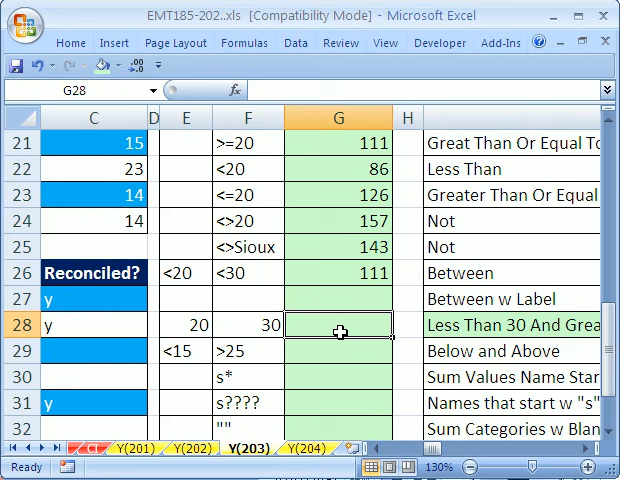 EMT185-202..xls [Compatibility Mode] - Microsoft Excel
Home Insert Page Layout Formulas Data Review View Developer Add-Ins
G28 fx
C D E F G H
21 15 >=20 111 Great Than Or Equal To
22 23 <20 86 Less Than
23 14 <=20 126 Greater Than Or Equal
24 14 <>20 157 Not
25 <>Sioux 143 Not
26 Reconciled? <20 <30 111 Between
27 y Between w Label
28 y 20 30 Less Than 30 And Grea
29 <15 >25 Below and Above
30 s* Sum Values Name Star
31 y s???? Names that start w "s"
32 "" Sum Categories w Blan
CL Y(201) Y(202) Y(203) Y(204)
Ready 130%